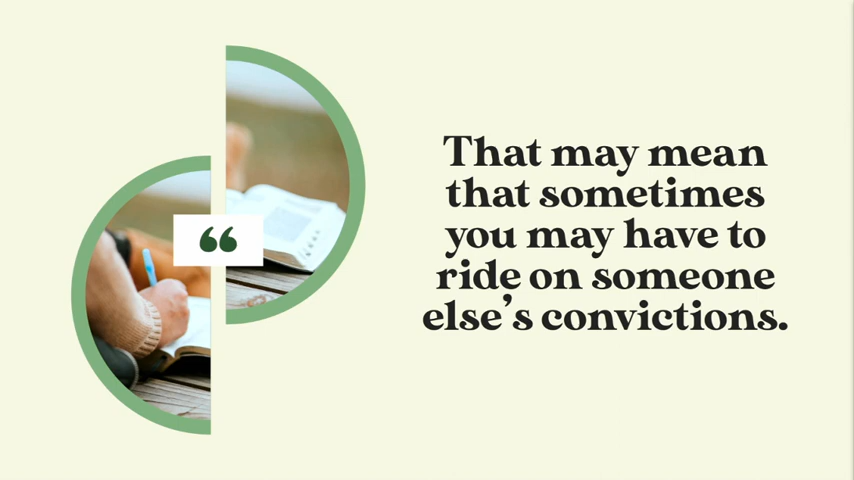 “
That may mean
that sometimes
you may have to
ride on someone
else’s convictions.